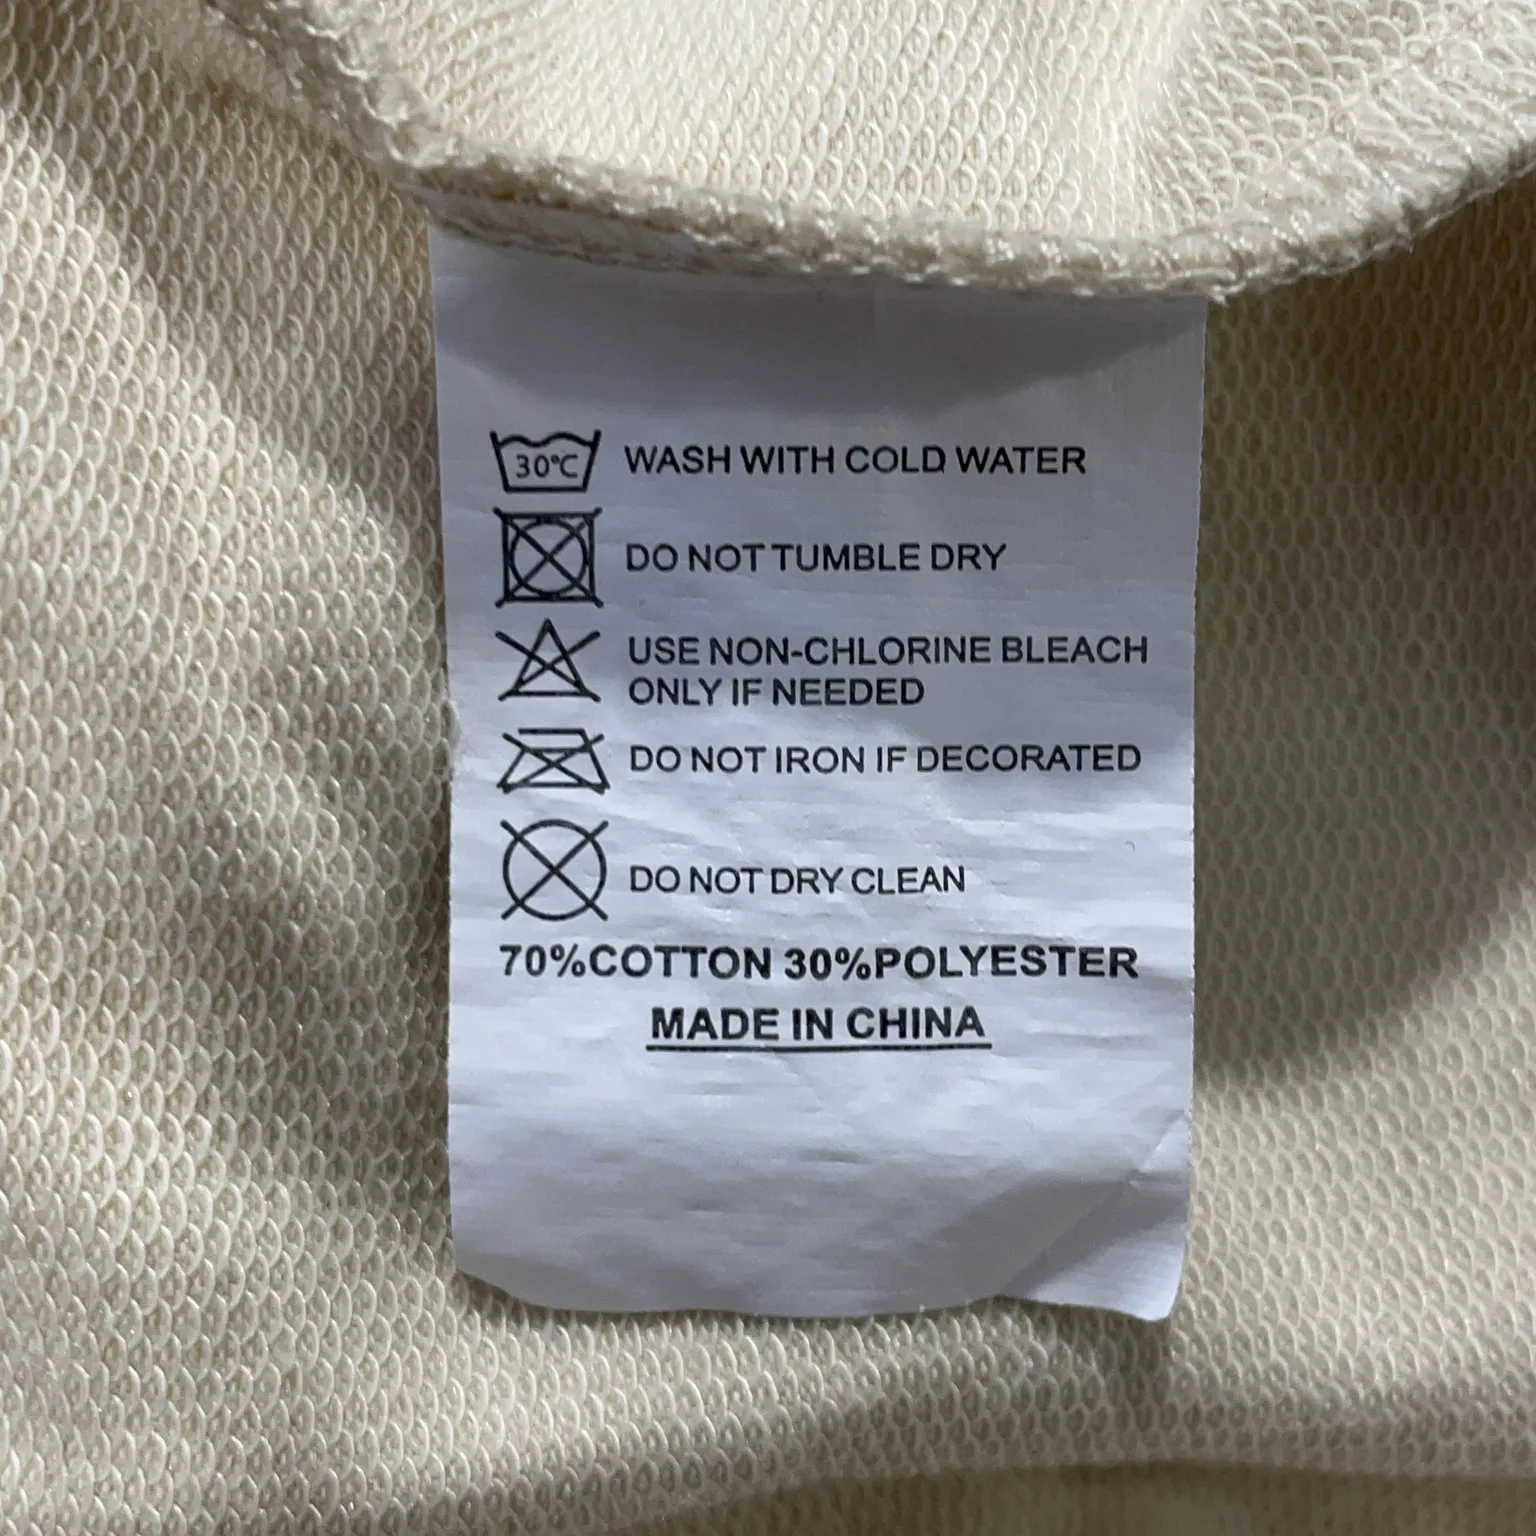 30°C WASH WITH COLD WATER
DO NOT TUMBLE DRY
USE NON-CHLORINE BLEACH
ONLY IF NEEDED
DO NOT IRON IF DECORATED
DO NOT DRY CLEAN
70%COTTON 30%POLYESTER
MADE IN CHINA